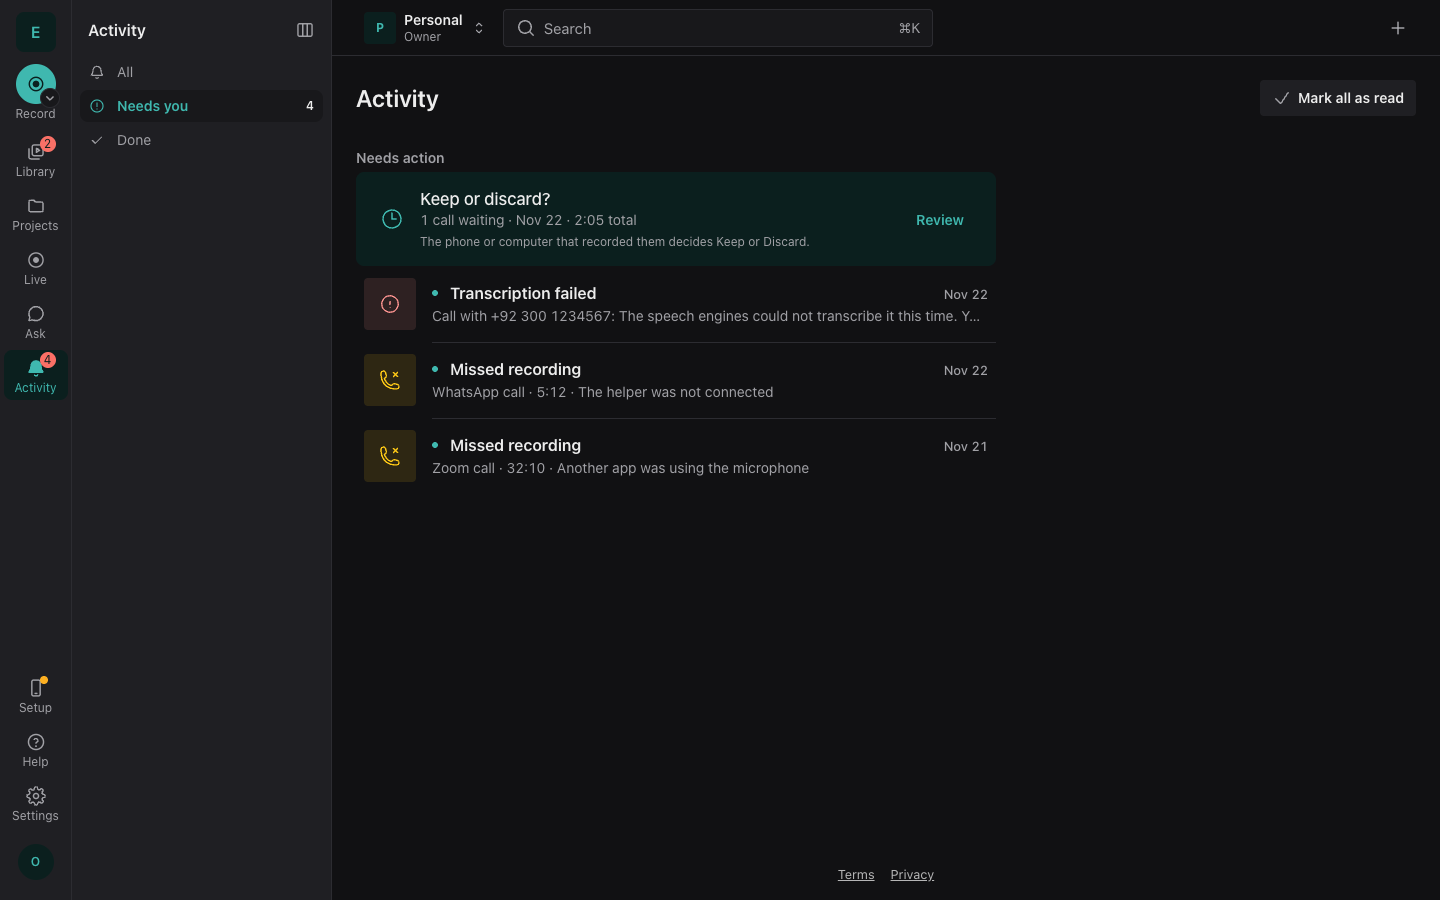 E
Record
2
Library
Projects
Live
Ask
4
Activity
Setup
Help
Settings
O
Activity
All
Needs you 4
Done
P
Personal
Owner
Search ⌘K
Activity
Mark all as read
Needs action
Keep or discard?
1 call waiting · Nov 22 · 2:05 total
The phone or computer that recorded them decides Keep or Discard.
Review
Transcription failed Nov 22
Call with +92 300 1234567: The speech engines could not transcribe it this time. Y...
Missed recording Nov 22
WhatsApp call · 5:12 · The helper was not connected
Missed recording Nov 21
Zoom call · 32:10 · Another app was using the microphone
Terms Privacy